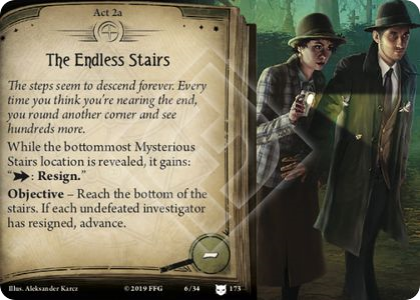 Act 2a
The Endless Stairs
The steps seem to descend forever. Every
time you think you're nearing the end,
you round another corner and see
hundreds more.
While the bottommost Mysterious
Stairs location is revealed, it gains:
“ : Resign.”
Objective – Reach the bottom of the
stairs. If each undefeated investigator
has resigned, advance.
–
Illus. Aleksander Karcz
© 2019 FFG
6/34
173